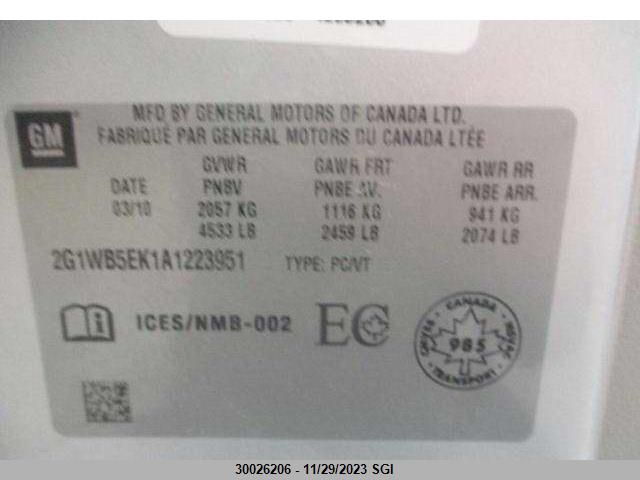 MFD BY GENERAL MOTORS OF CANADA LTD.
FABRIQUÉ PAR GENERAL MOTORS DU CANADA LTÉE
GM
GVWR GAWR FRT GAWR RR
DATE PNBV PNBE AV. PNBE ARR.
03/10 2057 KG 1116 KG 941 KG
4533 LB 2459 LB 2074 LB
2G1WB5EK1A1223951 TYPE: PC/VT
ICES/NMB-002 EC
CANADA
985
TRANSPORT
30026206 - 11/29/2023 SGI